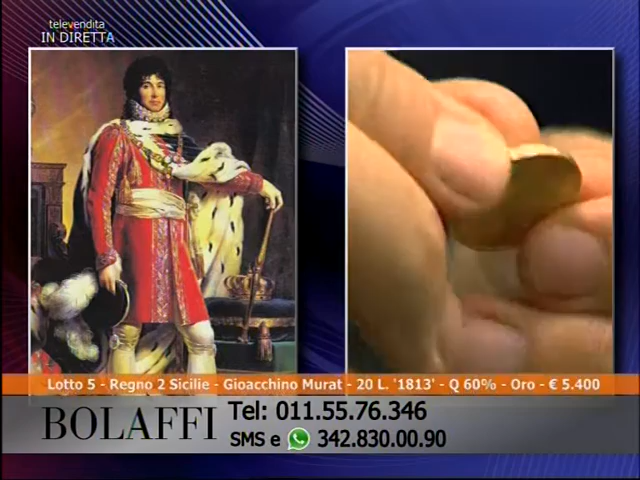 televendita
IN DIRETTA
Lotto 5 - Regno 2 Sicilie - Gioacchino Murat - 20 L. '1813' - Q 60% - Oro - € 5.400
BOLAFFI
Tel: 011.55.76.346
SMS e 342.830.00.90